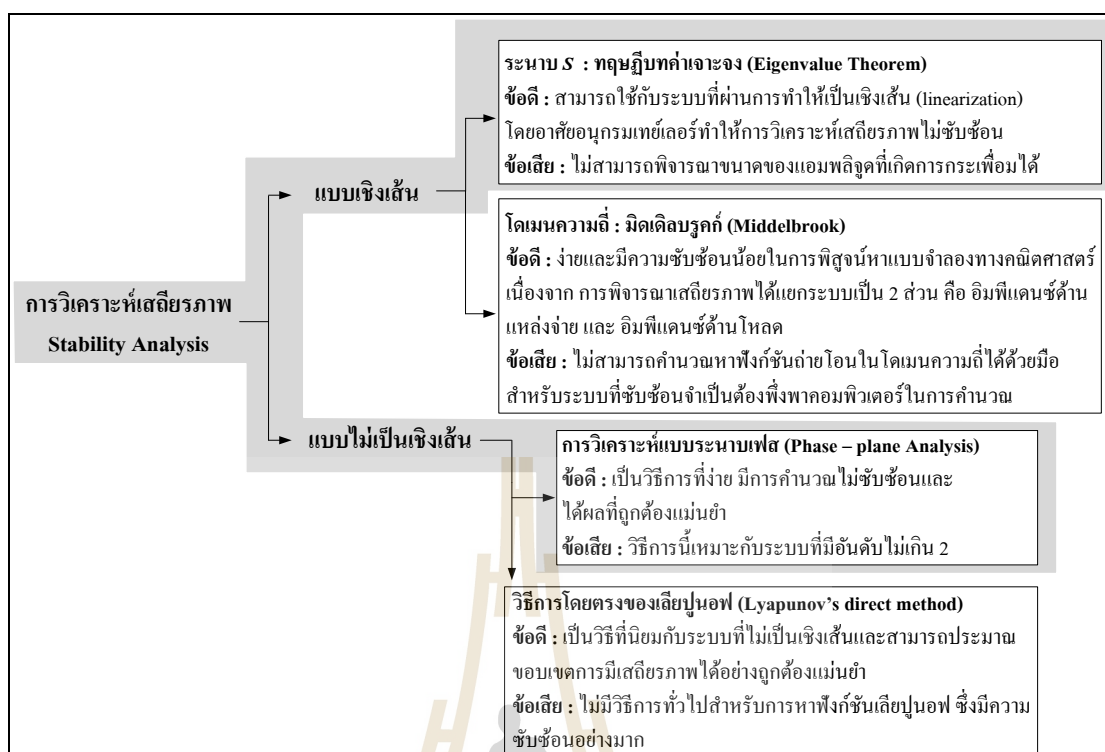 การวิเคราะห์เสถียรภาพ
Stability Analysis
แบบเชิงเส้น
ระนาบ S : ทฤษฎีบทค่าเจาะจง (Eigenvalue Theorem)
ข้อดี : สามารถใช้กับระบบที่ผ่านการทำให้เป็นเชิงเส้น (linearization)
โดยอาศัยอนุกรมเทย์เลอร์ทำให้การวิเคราะห์เสถียรภาพไม่ซับซ้อน
ข้อเสีย : ไม่สามารถพิจารณาขนาดของแอมพลิจูดที่เกิดการกระเพื่อมได้
โดเมนความถี่ : มิดเดิลบรูคก์ (Middelbrook)
ข้อดี : ง่ายและมีความซับซ้อนน้อยในการพิสูจน์หาแบบจำลองทางคณิตศาสตร์
เนื่องจาก การพิจารณาเสถียรภาพได้แยกระบบเป็น 2 ส่วน คือ อิมพีแดนซ์ด้าน
แหล่งจ่าย และ อิมพีแดนซ์ด้านโหลด
ข้อเสีย : ไม่สามารถคำนวณหาฟังก์ชันถ่ายโอนในโดเมนความถี่ได้ด้วยมือ
สำหรับระบบที่ซับซ้อนจำเป็นต้องพึ่งพาคอมพิวเตอร์ในการคำนวณ
แบบไม่เป็นเชิงเส้น
การวิเคราะห์แบบระนาบเฟส (Phase – plane Analysis)
ข้อดี : เป็นวิธีการที่ง่าย มีการคำนวณไม่ซับซ้อนและ
ได้ผลที่ถูกต้องแม่นยำ
ข้อเสีย : วิธีการนี้เหมาะกับระบบที่มีอันดับไม่เกิน 2
วิธีการโดยตรงของเลียปูนอฟ (Lyapunov's direct method)
ข้อดี : เป็นวิธีที่นิยมกับระบบที่ไม่เป็นเชิงเส้นและสามารถประมาณ
ขอบเขตการมีเสถียรภาพได้อย่างถูกต้องแม่นยำ
ข้อเสีย : ไม่มีวิธีการทั่วไปสำหรับการหาฟังก์ชันเลียปูนอฟ ซึ่งมีความ
ซับซ้อนอย่างมาก